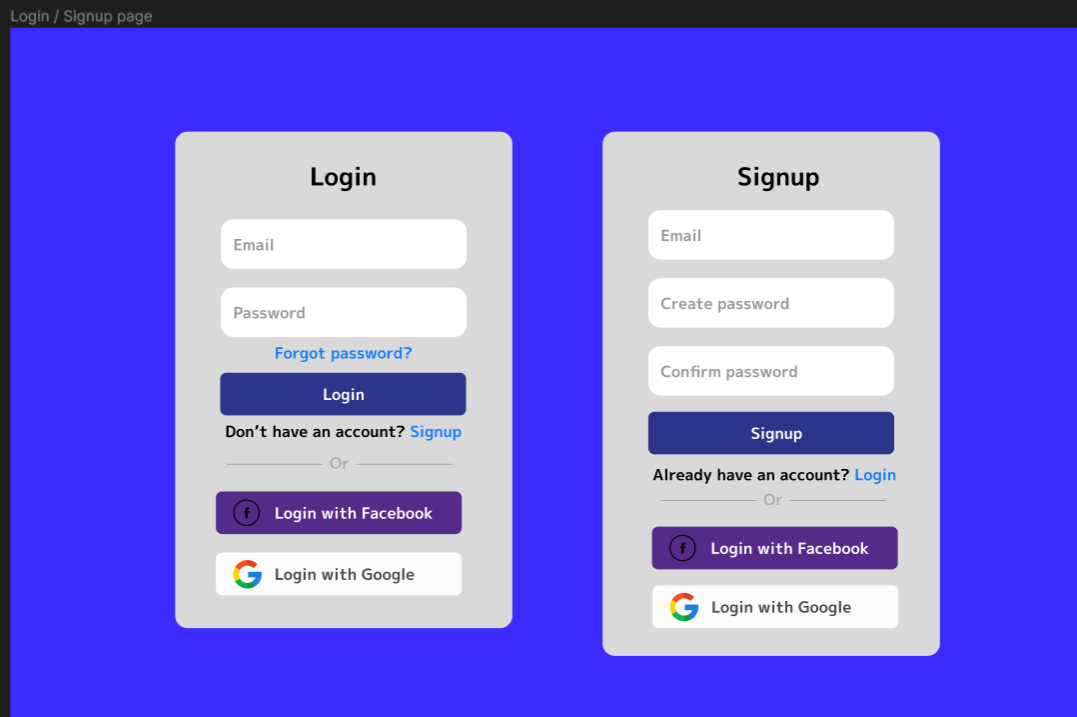 Login / Signup page
Login
Email
Password
Forgot password?
Login
Don’t have an account? Signup
Or
f Login with Facebook
G Login with Google
Signup
Email
Create password
Confirm password
Signup
Already have an account? Login
Or
f Login with Facebook
G Login with Google